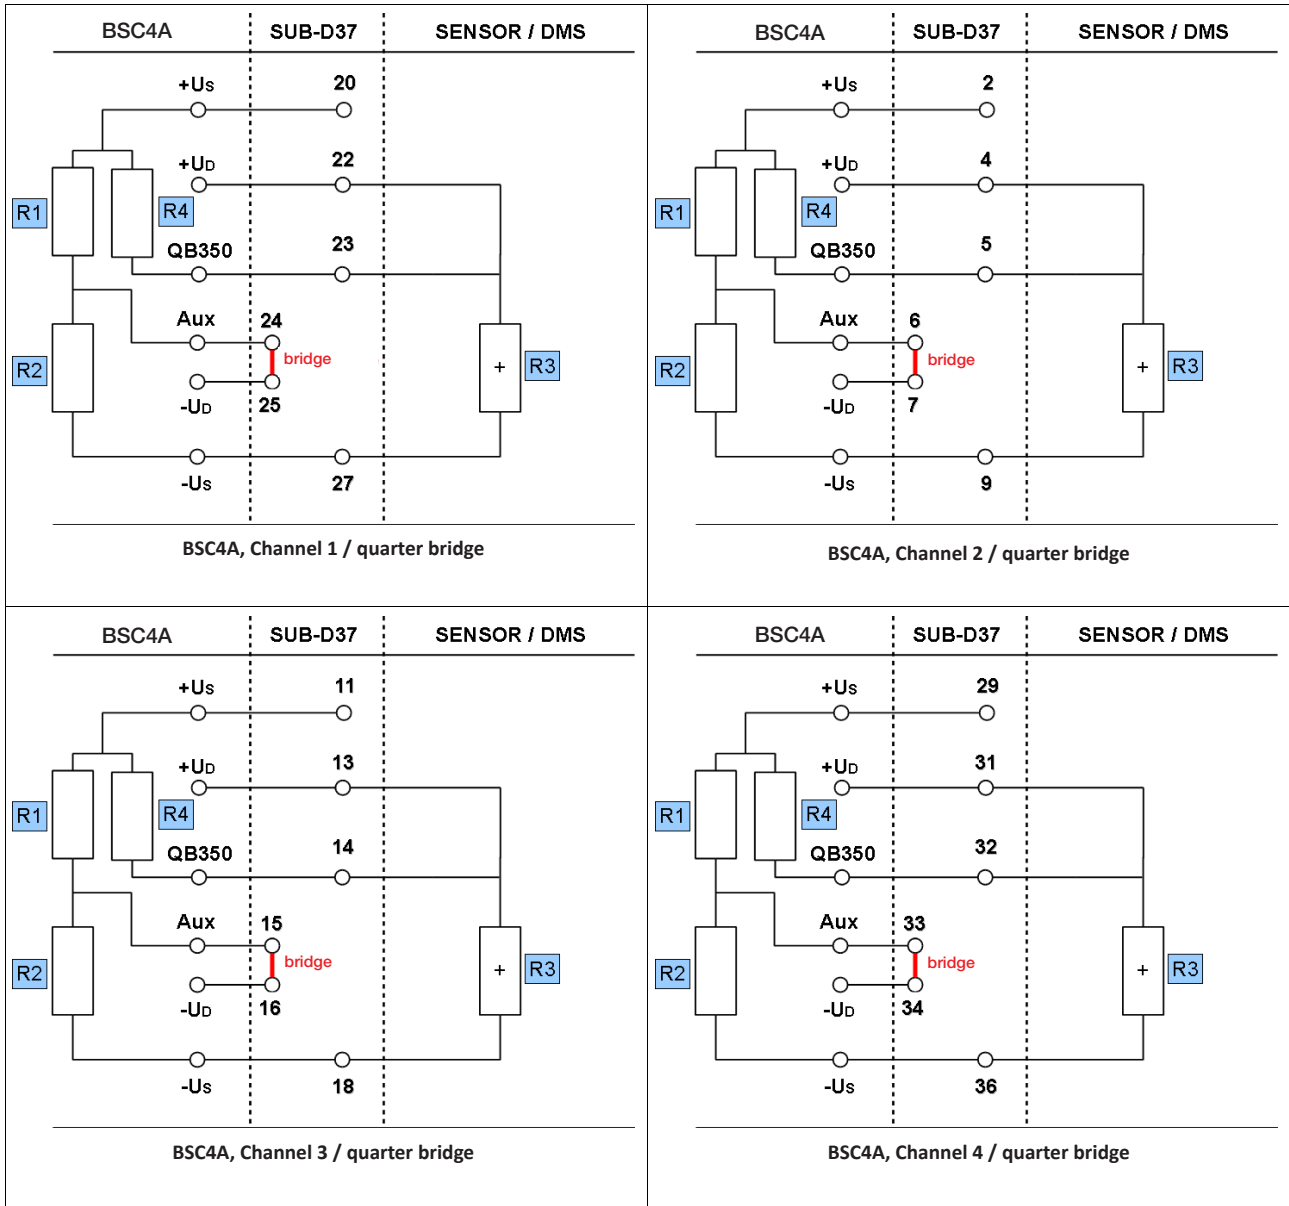 BSC4A SUB-D37 SENSOR / DMS
+Us 20
+UD 22
R1 R4
QB350 23
Aux 24
bridge
R2 + R3
-UD 25
-Us 27
BSC4A, Channel 1 / quarter bridge
BSC4A SUB-D37 SENSOR / DMS
+Us 2
+UD 4
R1 R4
QB350 5
Aux 6
bridge
R2 + R3
-UD 7
-Us 9
BSC4A, Channel 2 / quarter bridge
BSC4A SUB-D37 SENSOR / DMS
+Us 11
+UD 13
R1 R4
QB350 14
Aux 15
bridge
R2 + R3
-UD 16
-Us 18
BSC4A, Channel 3 / quarter bridge
BSC4A SUB-D37 SENSOR / DMS
+Us 29
+UD 31
R1 R4
QB350 32
Aux 33
bridge
R2 + R3
-UD 34
-Us 36
BSC4A, Channel 4 / quarter bridge